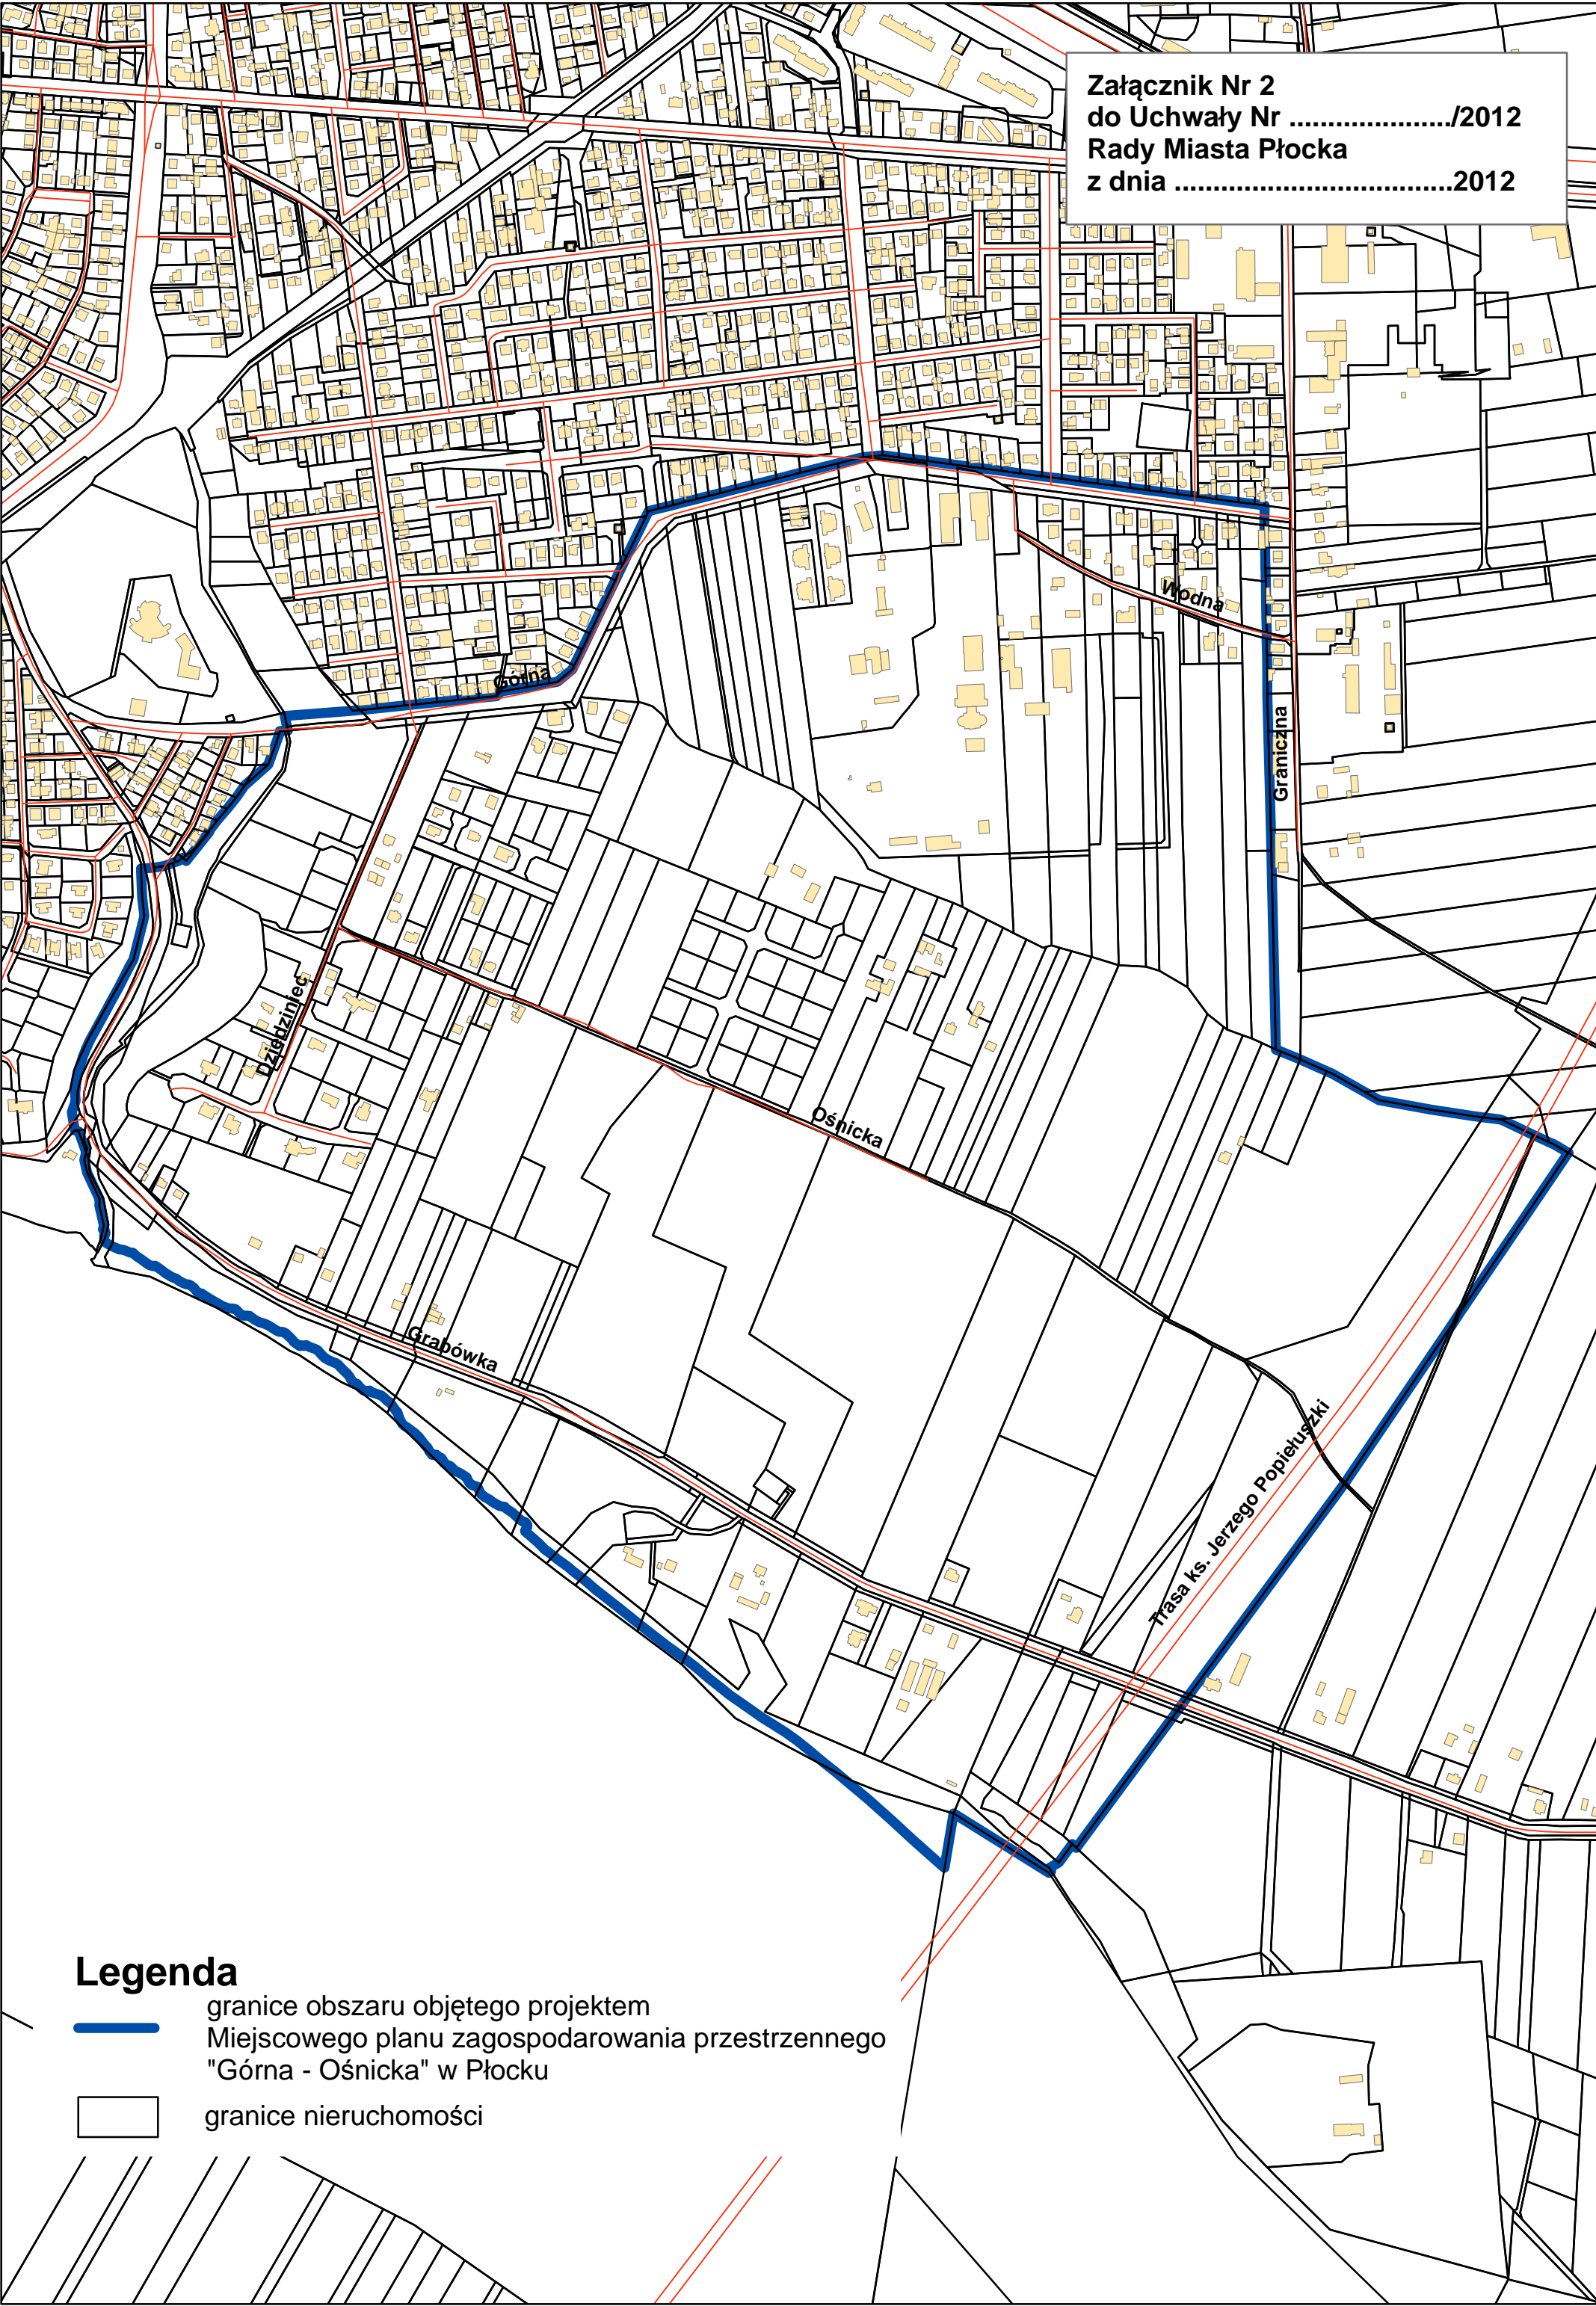 Załącznik Nr 2
do Uchwały Nr ...................../2012
Rady Miasta Płocka
z dnia ....................................2012
Wodna
Górna
Graniczna
Dziedziniec
Ośnicka
Grabówka
Trasa ks. Jerzego Popiełuszki
Legenda
granice obszaru objętego projektem
Miejscowego planu zagospodarowania przestrzennego
"Górna - Ośnicka" w Płocku
granice nieruchomości